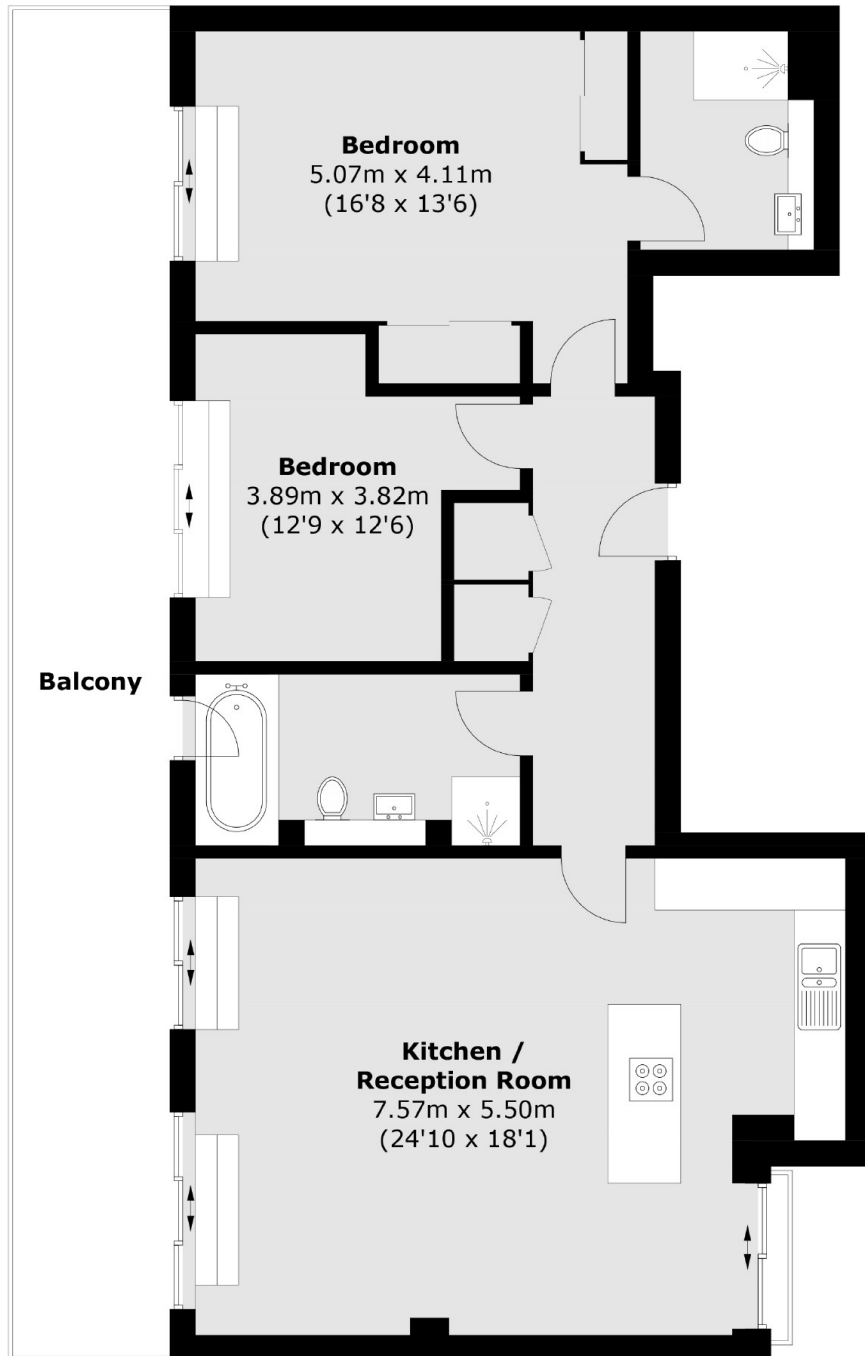 Bedroom
5.07m x 4.11m
(16'8 x 13'6)
Bedroom
3.89m x 3.82m
(12'9 x 12'6)
Balcony
Kitchen /
Reception Room
7.57m x 5.50m
(24'10 x 18'1)